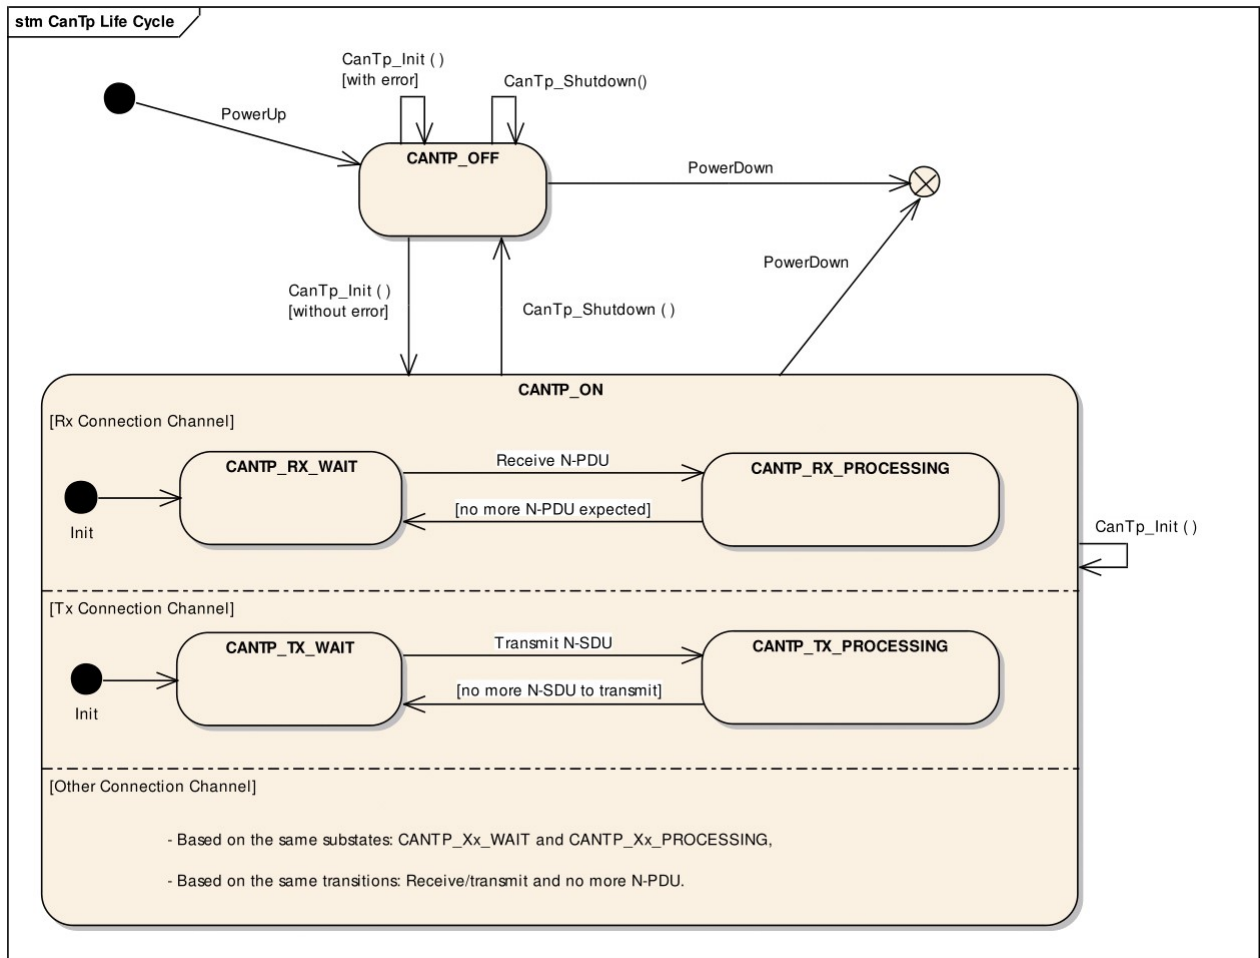 stm CanTp Life Cycle
CanTp_Init ( )
[with error]
CanTp_Shutdown()
PowerUp
CANTP_OFF
PowerDown
PowerDown
CanTp_Init ( )
[without error]
CanTp_Shutdown ( )
CANTP_ON
[Rx Connection Channel]
CANTP_RX_WAIT
Receive N-PDU
CANTP_RX_PROCESSING
[no more N-PDU expected]
Init
CanTp_Init ( )
[Tx Connection Channel]
CANTP_TX_WAIT
Transmit N-SDU
CANTP_TX_PROCESSING
[no more N-SDU to transmit]
Init
[Other Connection Channel]
- Based on the same substates: CANTP_Xx_WAIT and CANTP_Xx_PROCESSING,
- Based on the same transitions: Receive/transmit and no more N-PDU.